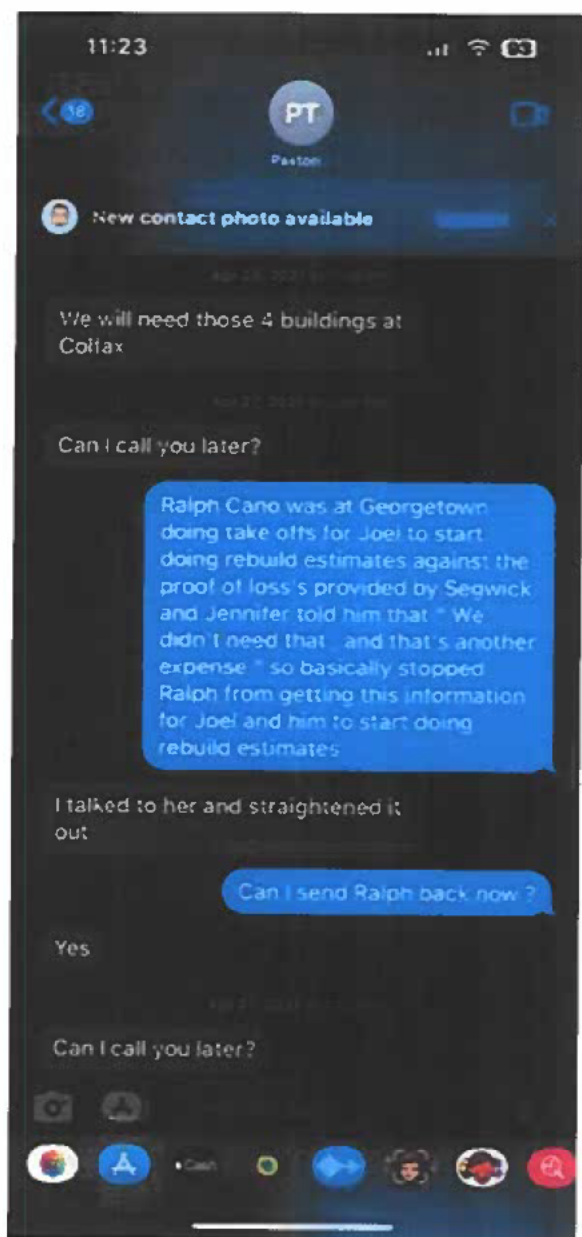 11:23
93
38
PT
New contact photo available
We will need those 4 buildings at
Colfax
Can I call you later?
Ralph Cano was at Georgetown
doing take offs for Joel to start
doing rebuild estimates against the
proof of loss's provided by Segwick
and Jennifer told him that " We
didn't need that , and that's another
expense " so basically stopped
Ralph from getting this information
for Joel and him to start doing
rebuild estimates
I talked to her and straightened it
out
Can I send Ralph back now ?
Yes
Can I call you later?
Cash